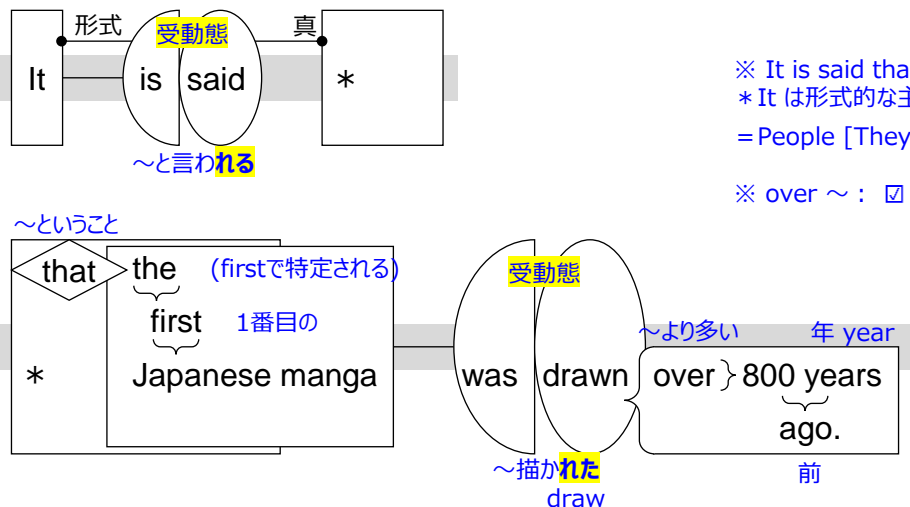 形式 受動態 真
It is said *
～と言われる
※ It is said tha
*It は形式的な主
=People [They
※ over ～： ☑
～ということ
that the (firstで特定される) 受動態
first 1番目の
～より多い 年 year
* Japanese manga was drawn over 800 years
ago.
～描かれた 前
draw